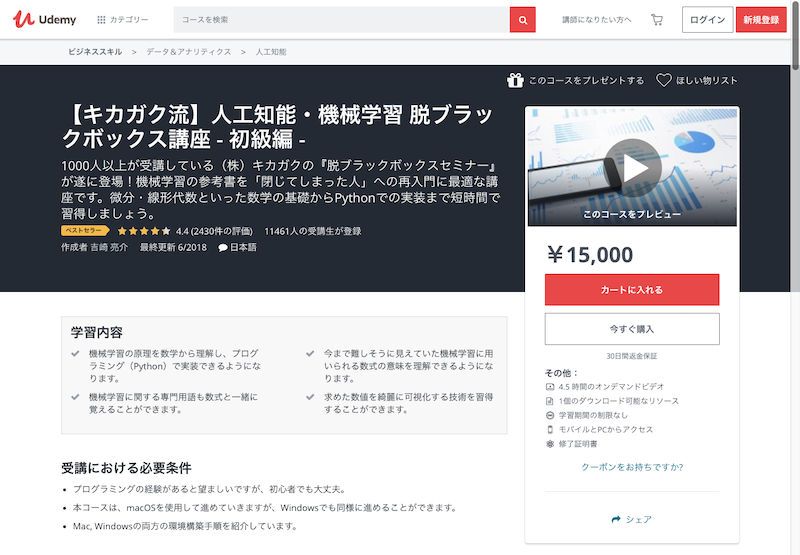 Udemy
カテゴリー
コースを検索
講師になりたい方へ
ログイン
新規登録
ビジネススキル > データ＆アナリティクス > 人工知能
このコースをプレゼントする
ほしい物リスト
【キカガク流】人工知能・機械学習 脱ブラッ
クボックス講座 - 初級編 -
1000人以上が受講している（株）キカガクの『脱ブラックボックスセミナー』
が遂に登場！機械学習の参考書を「閉じてしまった人」への再入門に最適な講
座です。微分・線形代数といった数学の基礎からPythonでの実装まで短時間で
習得しましょう。
ベストセラー 4.4 (2430件の評価) 11461人の受講生が登録
作成者 吉崎 亮介 最終更新 6/2018 日本語
このコースをプレビュー
¥15,000
カートに入れる
今すぐ購入
30日間返金保証
その他：
4.5 時間のオンデマンドビデオ
1個のダウンロード可能なリソース
学習期間の制限なし
モバイルとPCからアクセス
修了証明書
クーポンをお持ちですか?
シェア
学習内容
機械学習の原理を数学から理解し、プログ
ラミング（Python）で実装できるようにな
ります。
今まで難しそうに見えていた機械学習に用
いられる数式の意味を理解できるようにな
ります。
機械学習に関する専門用語も数式と一緒に
覚えることができます。
求めた数値を綺麗に可視化する技術を習得
することができます。
受講における必要条件
プログラミングの経験があると望ましいですが、初心者でも大丈夫。
本コースは、macOSを使用して進めていきますが、Windowsでも同様に進めることができます。
Mac, Windowsの両方の環境構築手順を紹介しています。